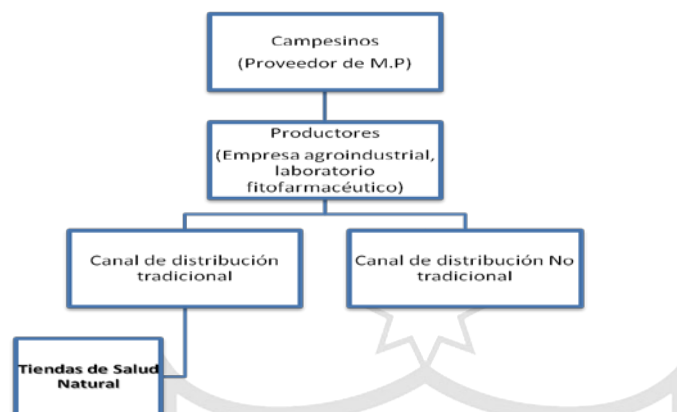 Campesinos
(Proveedor de M.P)
Productores
(Empresa agroindustrial,
laboratorio
fitofarmacéutico)
Canal de distribución
tradicional
Canal de distribución No
tradicional
Tiendas de Salud
Natural